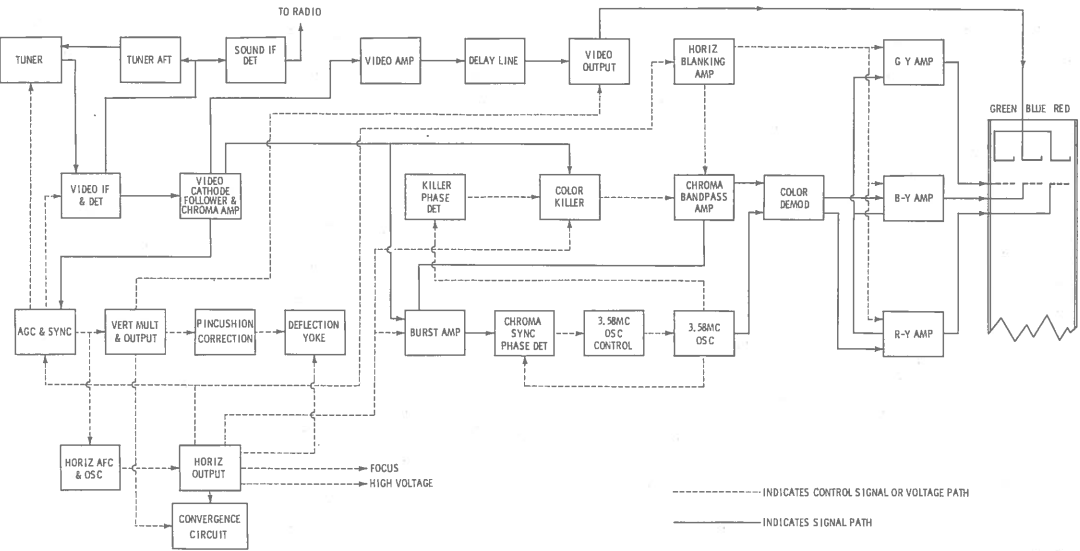 TO RADIO
TUNER
TUNER AFT
SOUND IF
DET
VIDEO AMP
DELAY LINE
VIDEO
OUTPUT
HORIZ
BLANKING
AMP
G Y AMP
GREEN BLUE RED
VIDEO IF
& DET
VIDEO
CATHODE
FOLLOWER &
CHROMA AMP
KILLER
PHASE
DET
COLOR
KILLER
CHROMA
BANDPASS
AMP
COLOR
DEMOD
B-Y AMP
AGC & SYNC
VERT MULT
& OUTPUT
PINCUSHION
CORRECTION
DEFLECTION
YOKE
BURST AMP
CHROMA
SYNC
PHASE DET
3.58MC
OSC
CONTROL
3.58MC
OSC
R-Y AMP
HORIZ AFC
& OSC
HORIZ
OUTPUT
FOCUS
HIGH VOLTAGE
CONVERGENCE
CIRCUIT
INDICATES CONTROL SIGNAL OR VOLTAGE PATH
INDICATES SIGNAL PATH